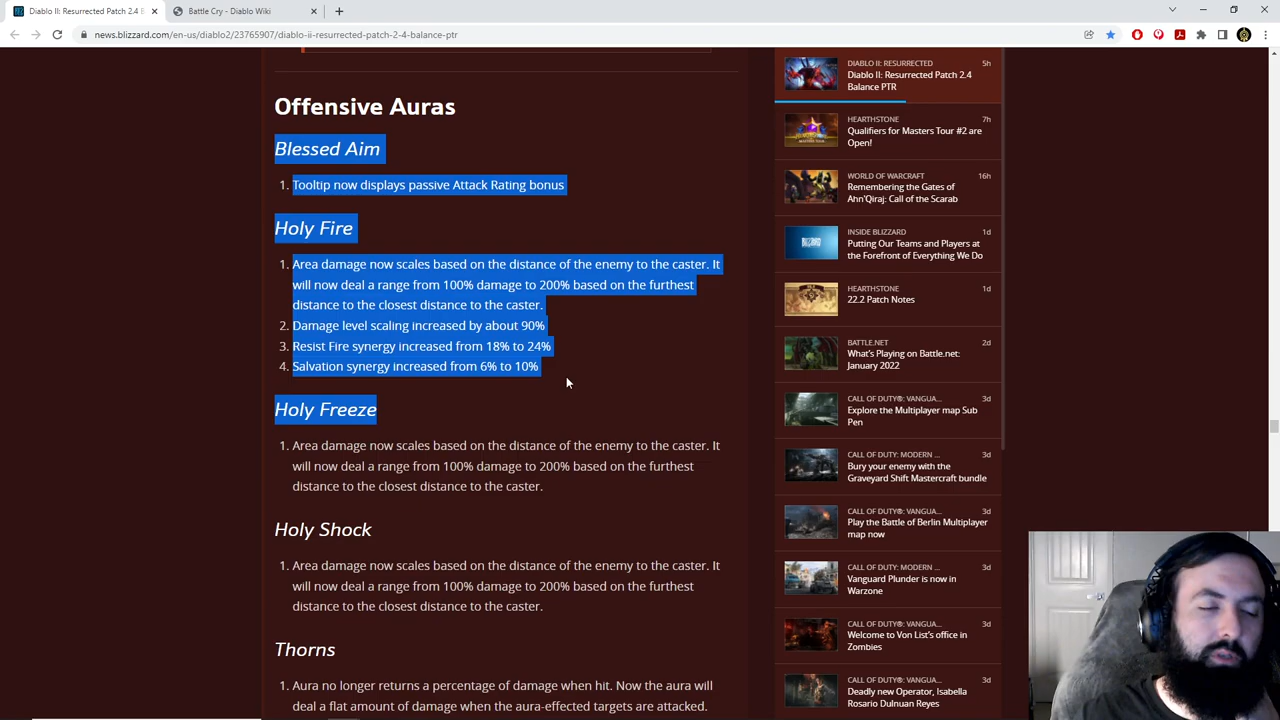 Diablo II: Resurrected Patch 2.4 B
Battle Cry - Diablo Wiki
news.blizzard.com/en-us/diablo2/23765907/diablo-ii-resurrected-patch-2-4-balance-ptr
Offensive Auras
Blessed Aim
1. Tooltip now displays passive Attack Rating bonus
Holy Fire
1. Area damage now scales based on the distance of the enemy to the caster. It
will now deal a range from 100% damage to 200% based on the furthest
distance to the closest distance to the caster.
2. Damage level scaling increased by about 90%
3. Resist Fire synergy increased from 18% to 24%
4. Salvation synergy increased from 6% to 10%
Holy Freeze
1. Area damage now scales based on the distance of the enemy to the caster. It
will now deal a range from 100% damage to 200% based on the furthest
distance to the closest distance to the caster.
Holy Shock
1. Area damage now scales based on the distance of the enemy to the caster. It
will now deal a range from 100% damage to 200% based on the furthest
distance to the closest distance to the caster.
Thorns
1. Aura no longer returns a percentage of damage when hit. Now the aura will
deal a flat amount of damage when the aura-effected targets are attacked.
DIABLO II: RESURRECTED 5h
Diablo II: Resurrected Patch 2.4
Balance PTR
HEARTHSTONE 7h
Qualifiers for Masters Tour #2 are
Open!
WORLD OF WARCRAFT 16h
Remembering the Gates of
Ahn'Qiraj: Call of the Scarab
INSIDE BLIZZARD 1d
Putting Our Teams and Players at
the Forefront of Everything We Do
HEARTHSTONE 1d
22.2 Patch Notes
BATTLE.NET 2d
What's Playing on Battle.net:
January 2022
CALL OF DUTY®: VANGUA... 3d
Explore the Multiplayer map Sub
Pen
CALL OF DUTY: MODERN ... 3d
Bury your enemy with the
Graveyard Shift Mastercraft bundle
CALL OF DUTY®: VANGUA... 3d
Play the Battle of Berlin Multiplayer
map now
CALL OF DUTY: MODERN ... 3d
Vanguard Plunder is now in
Warzone
CALL OF DUTY®: VANGUA... 3d
Welcome to Von List's office in
Zombies
CALL OF DUTY®: VANGUA... 3d
Deadly new Operator, Isabella
Rosario Dulnuan Reyes